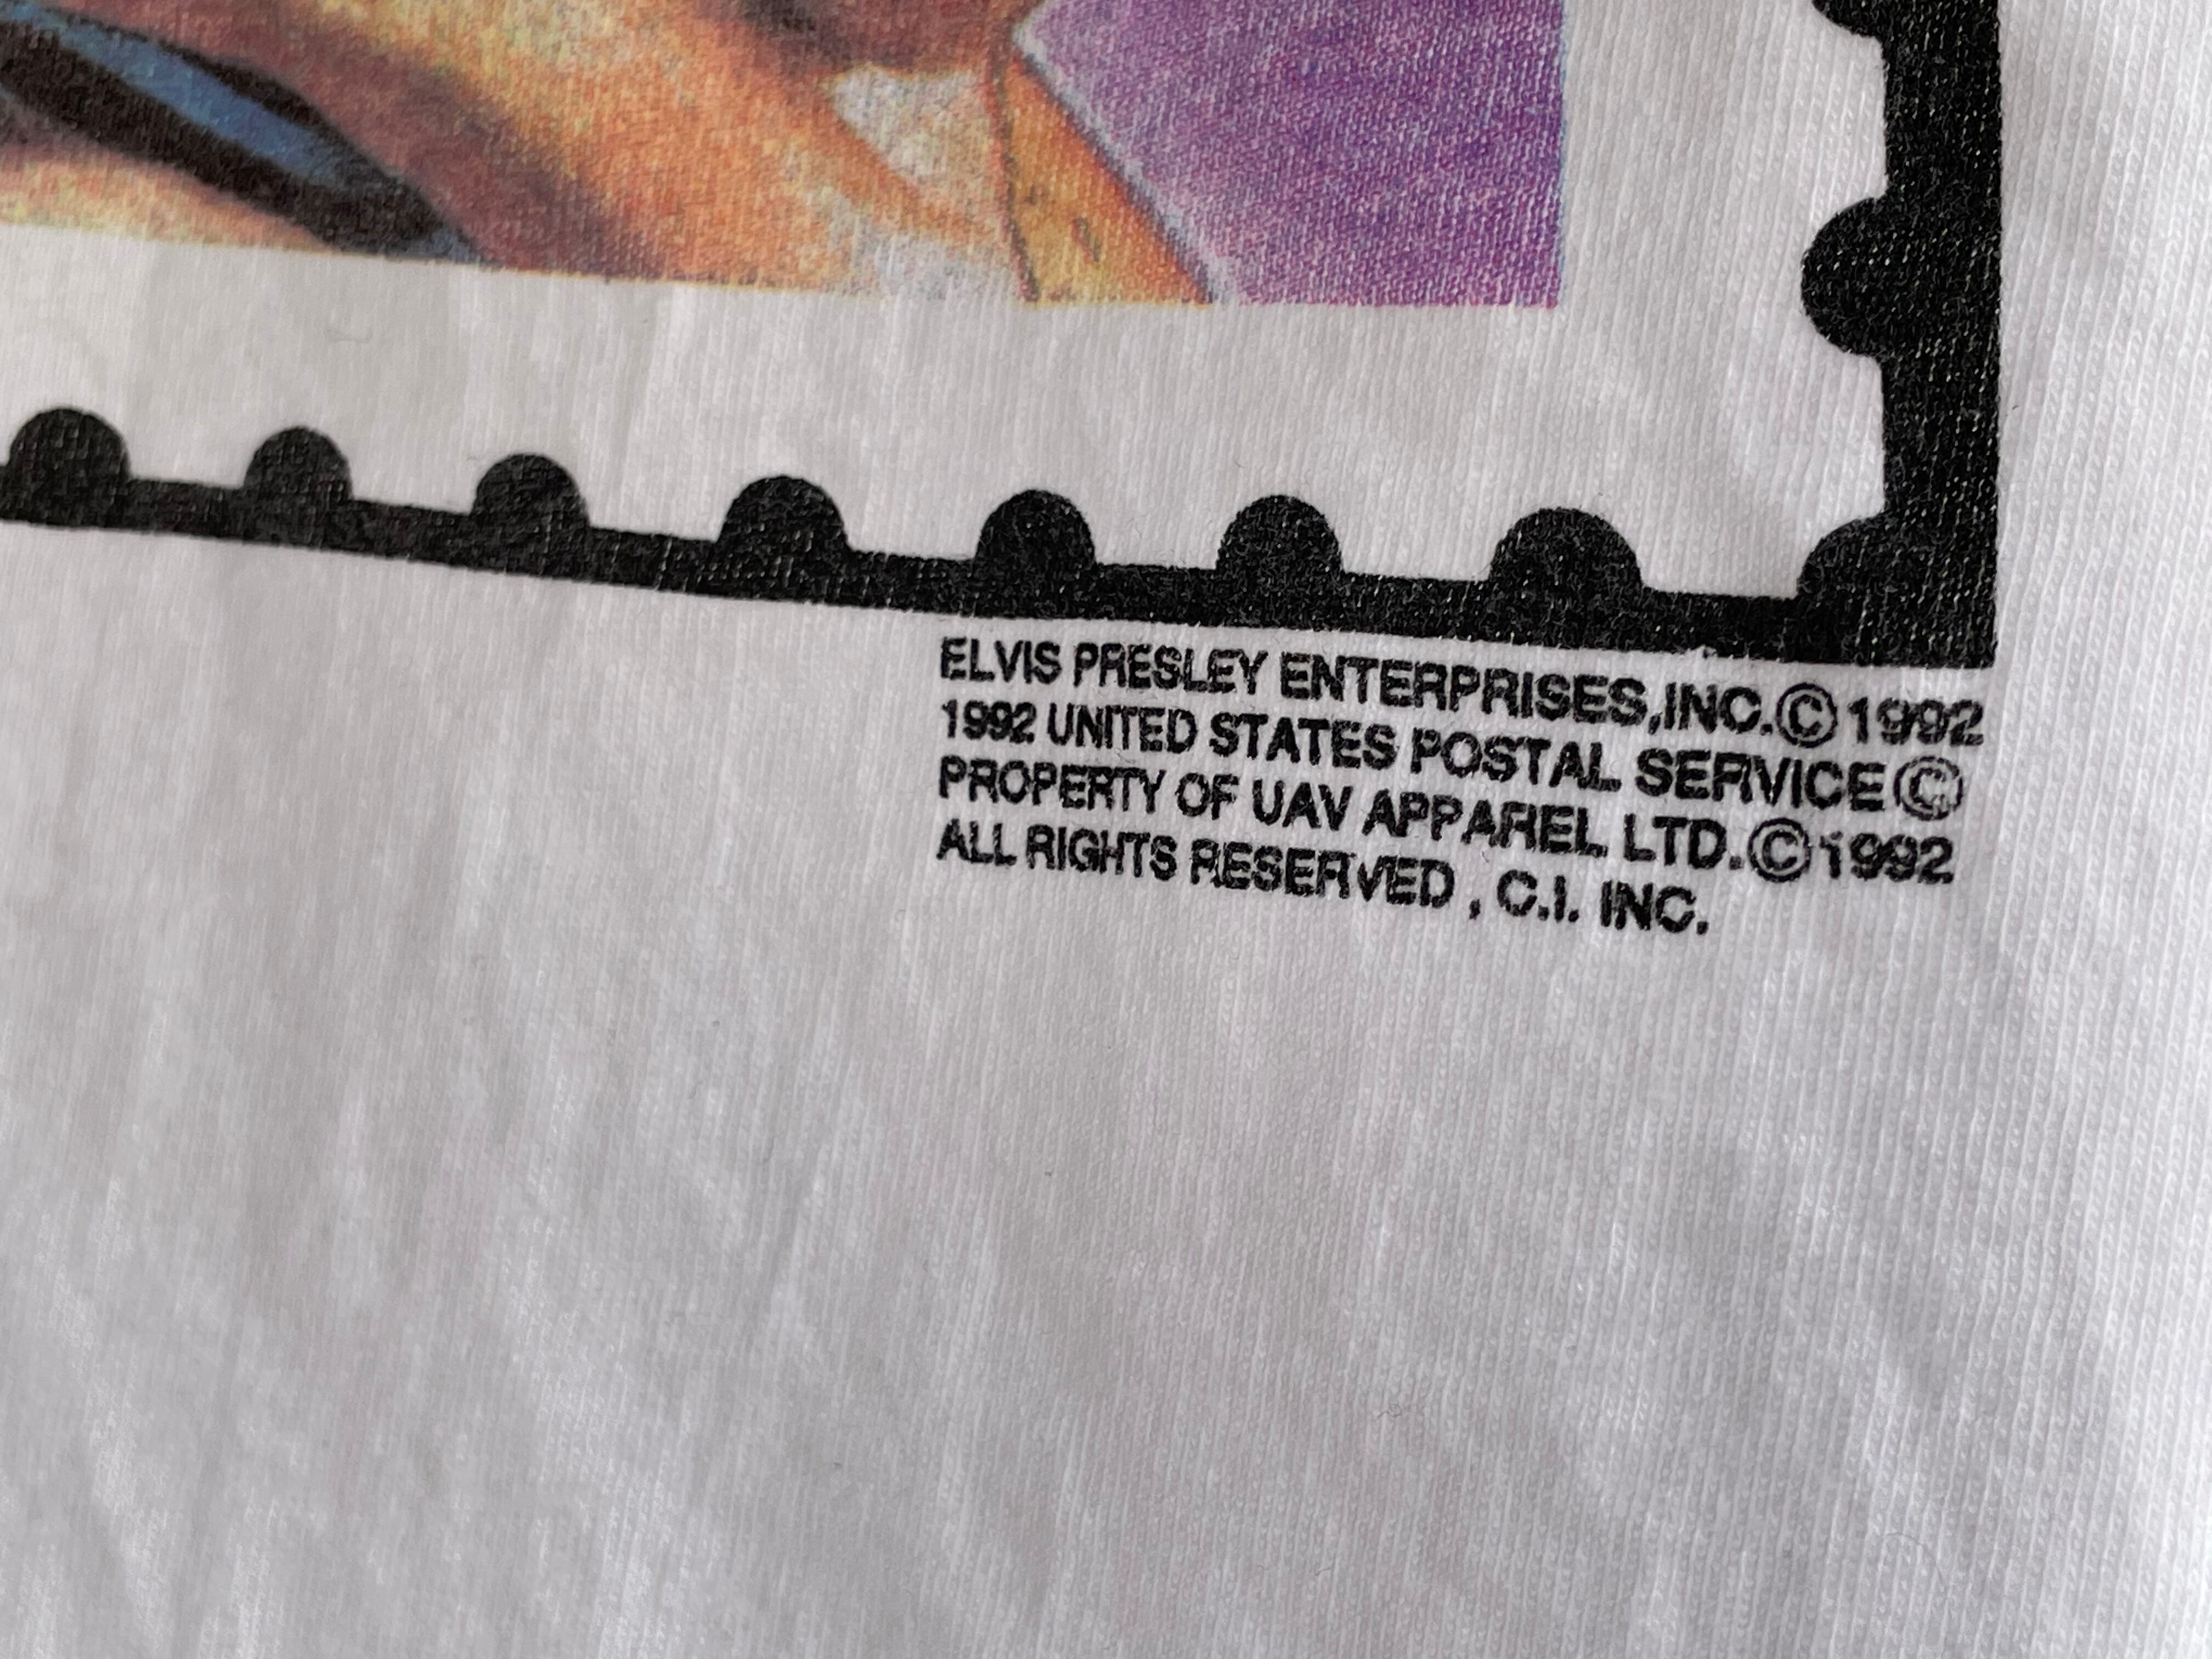 ELVIS PRESLEY ENTERPRISES,INC.©1992
1992 UNITED STATES POSTAL SERVICE©
PROPERTY OF UAV APPAREL LTD.©1992
ALL RIGHTS RESERVED , C.I. INC.